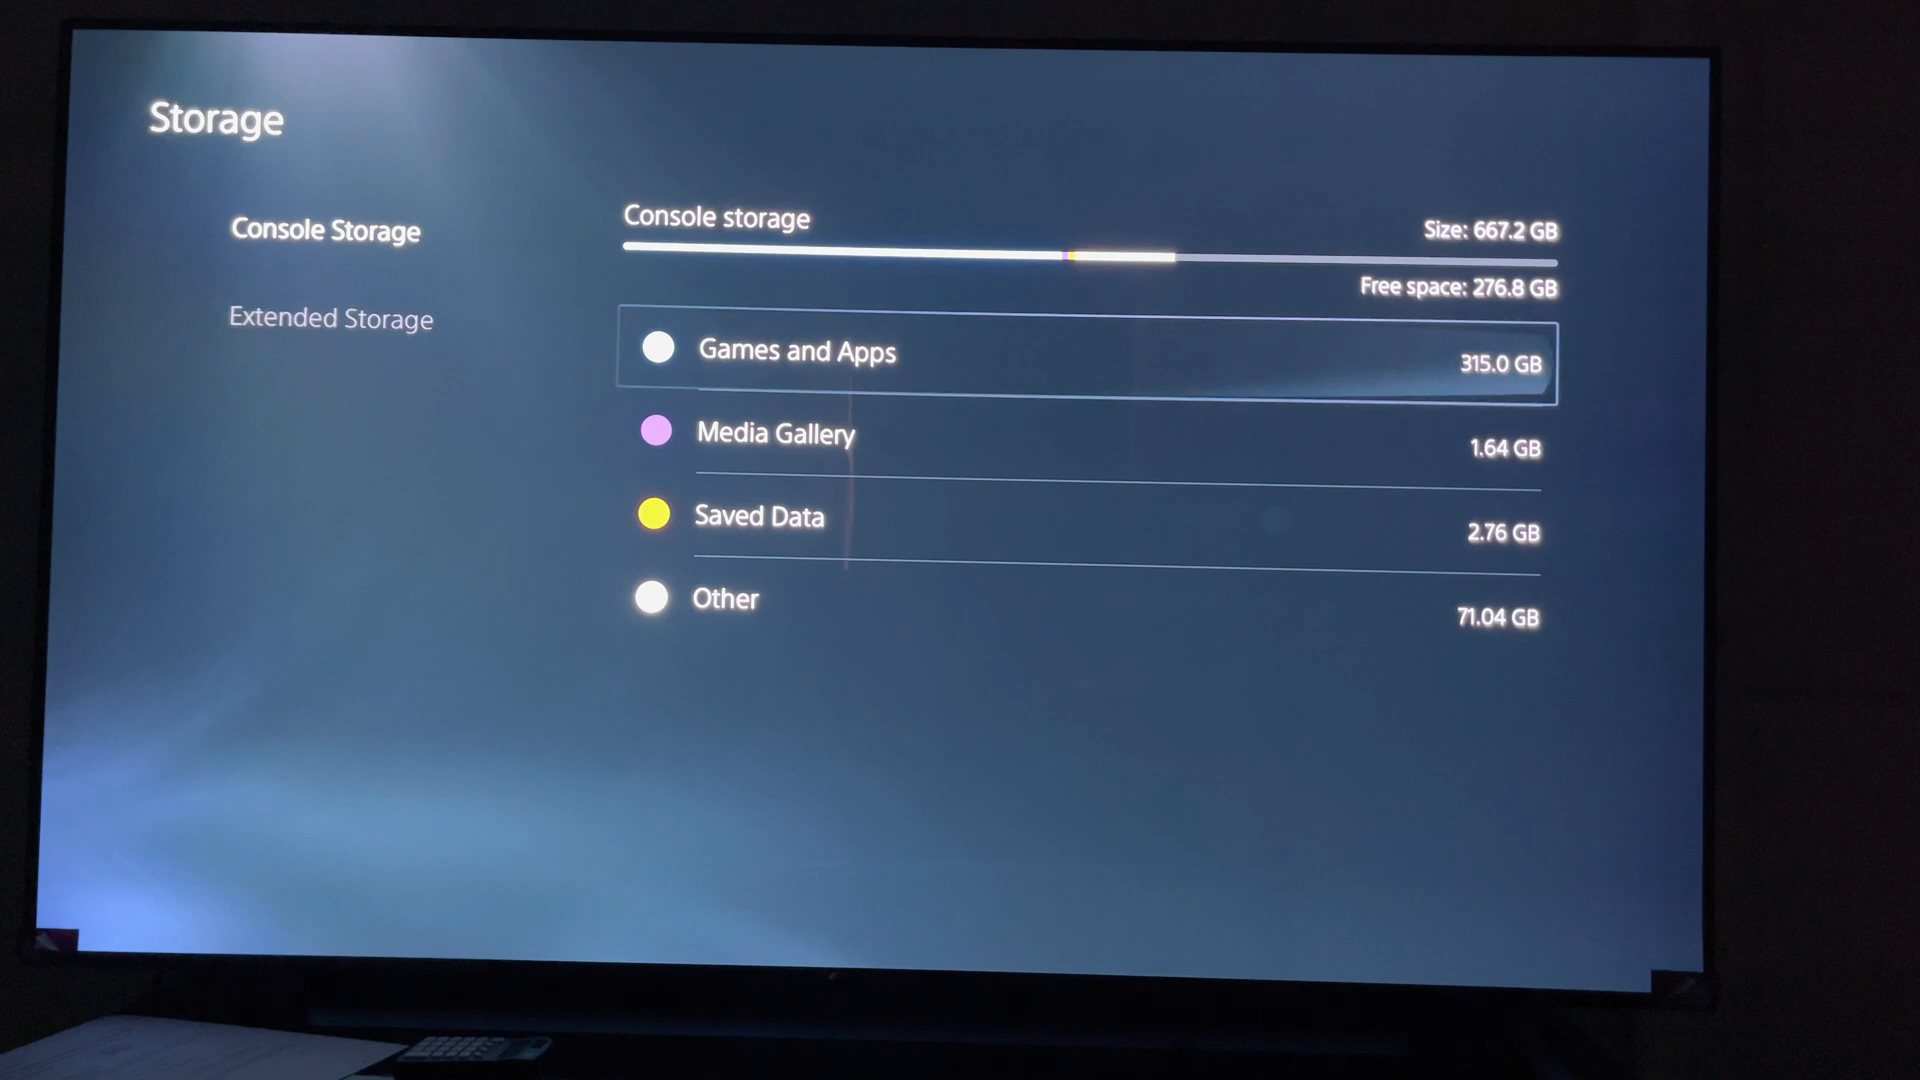 Storage
Console Storage
Extended Storage
Console storage
Size: 667.2 GB
Free space: 276.8 GB
Games and Apps 315.0 GB
Media Gallery 1.64 GB
Saved Data 2.76 GB
Other 71.04 GB